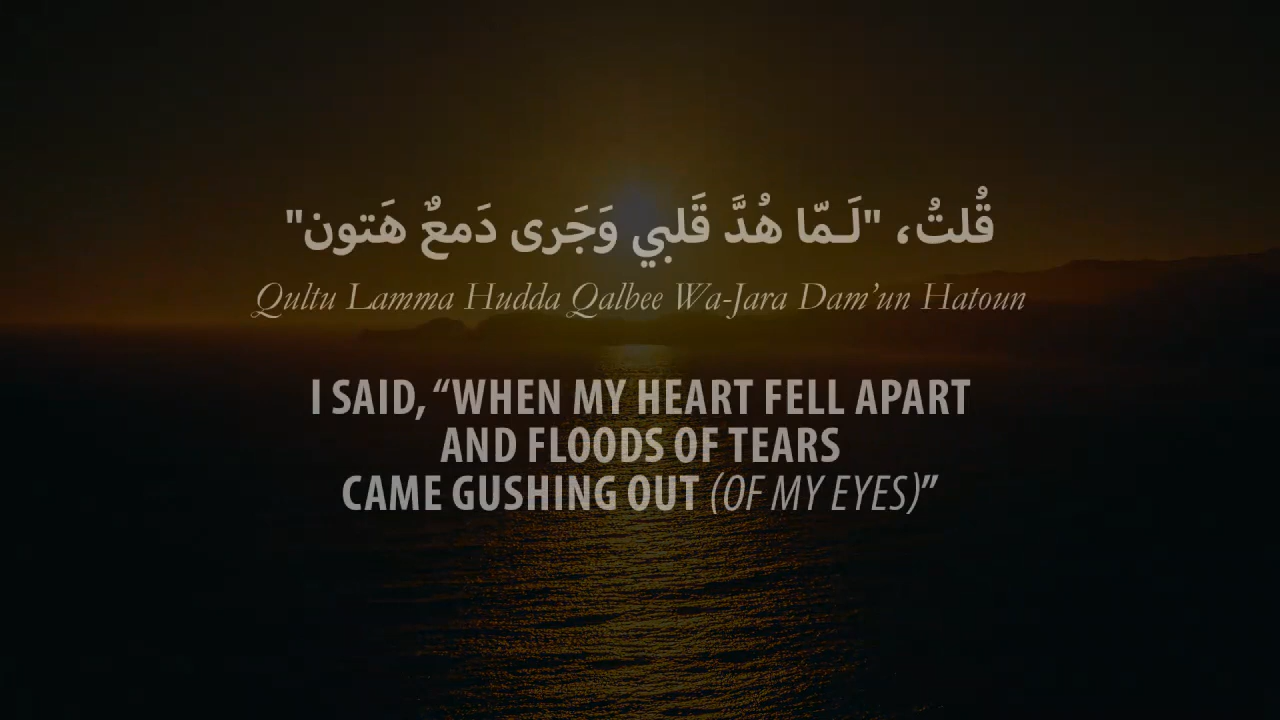 قُلتُ، "لَـمّا هُدَّ قَلبي وَجَرى دَمعٌ هَتون"
Qultu Lamma Hudda Qalbee Wa-Jara Dam’un Hatoun
I SAID, “WHEN MY HEART FELL APART
AND FLOODS OF TEARS
CAME GUSHING OUT (OF MY EYES)”